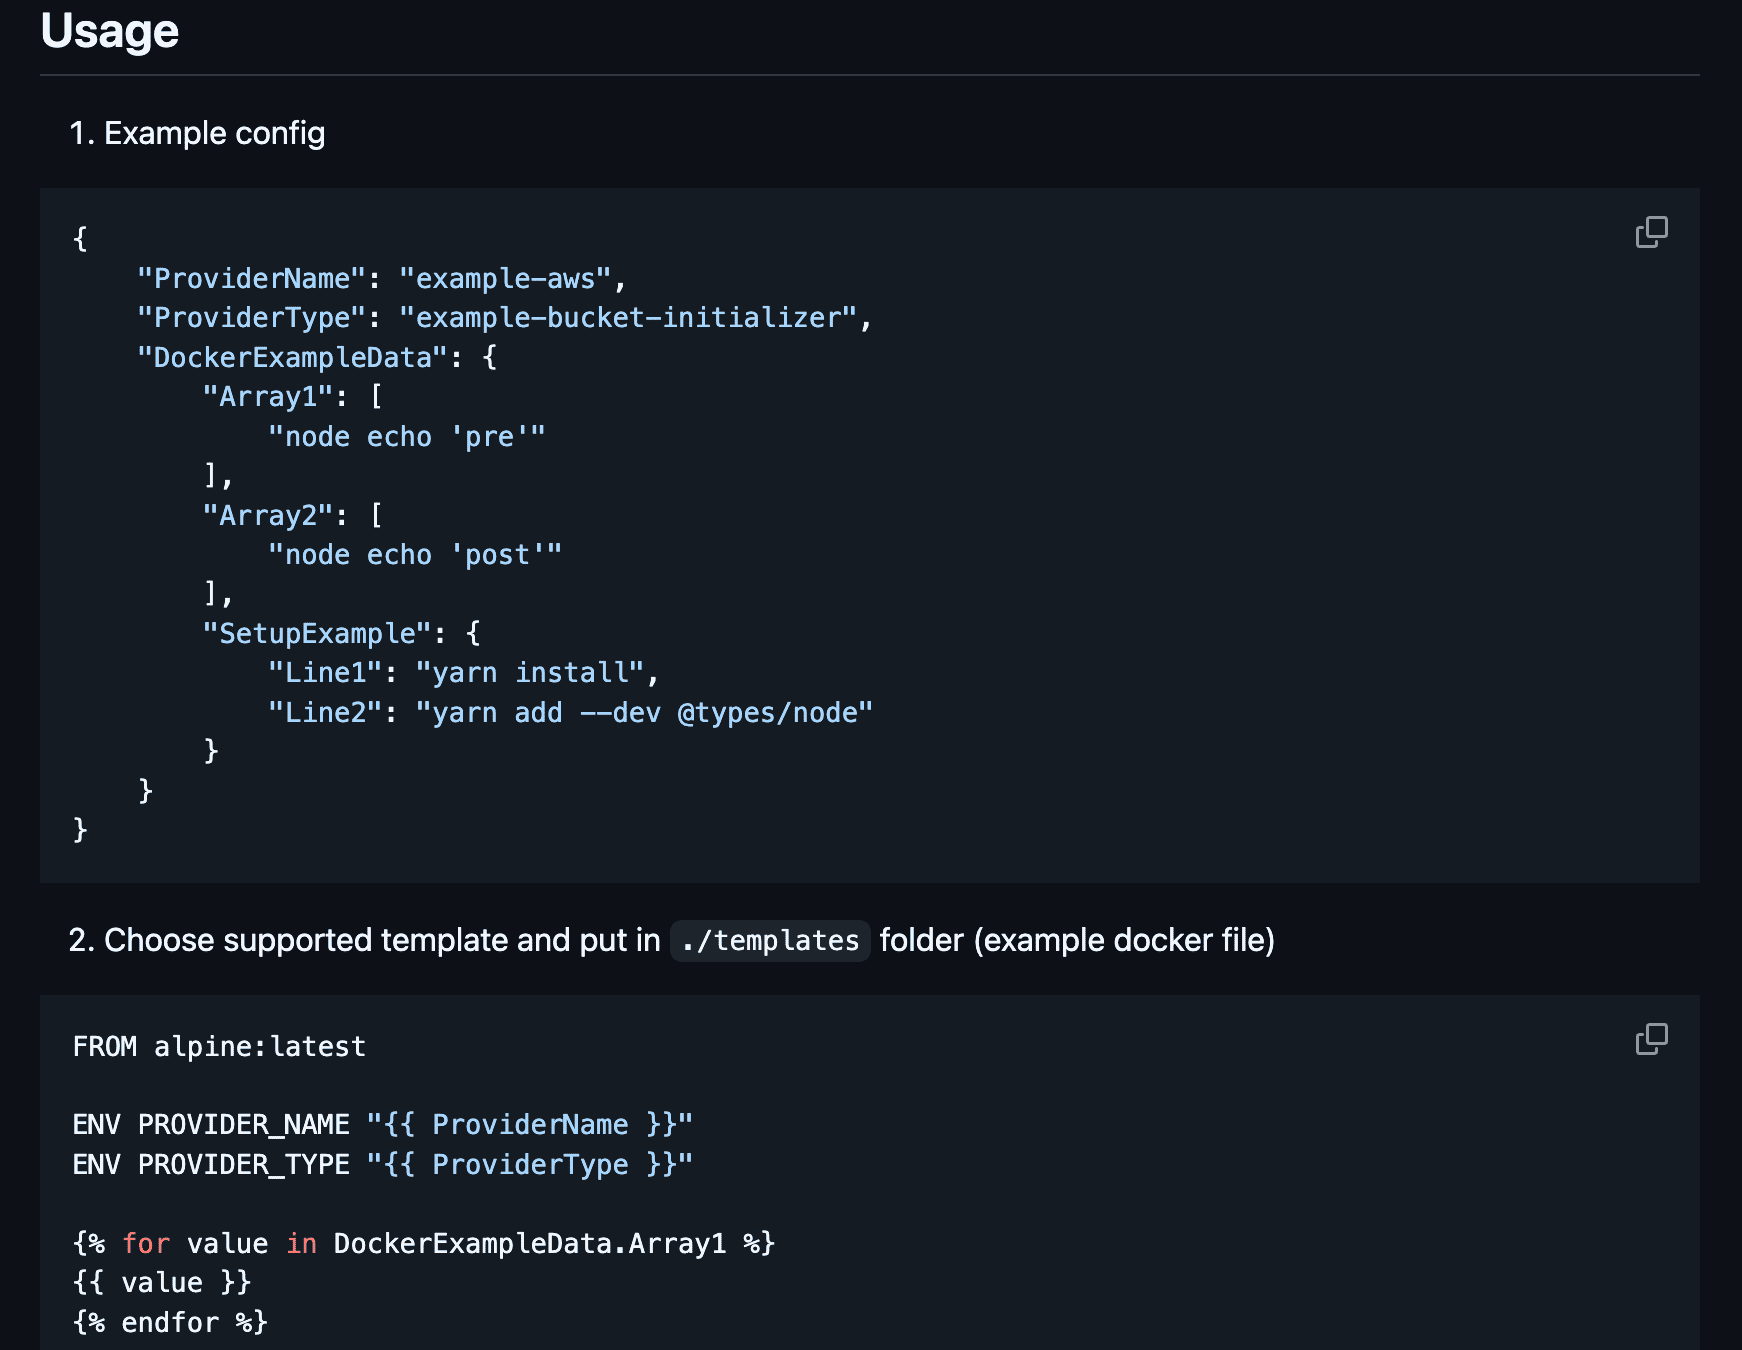 Usage
1. Example config
{
    "ProviderName": "example-aws",
    "ProviderType": "example-bucket-initializer",
    "DockerExampleData": {
        "Array1": [
            "node echo 'pre'"
        ],
        "Array2": [
            "node echo 'post'"
        ],
        "SetupExample": {
            "Line1": "yarn install",
            "Line2": "yarn add --dev @types/node"
        }
    }
}
2. Choose supported template and put in ./templates folder (example docker file)
FROM alpine:latest
ENV PROVIDER_NAME "{{ ProviderName }}"
ENV PROVIDER_TYPE "{{ ProviderType }}"
{% for value in DockerExampleData.Array1 %}
{{ value }}
{% endfor %}